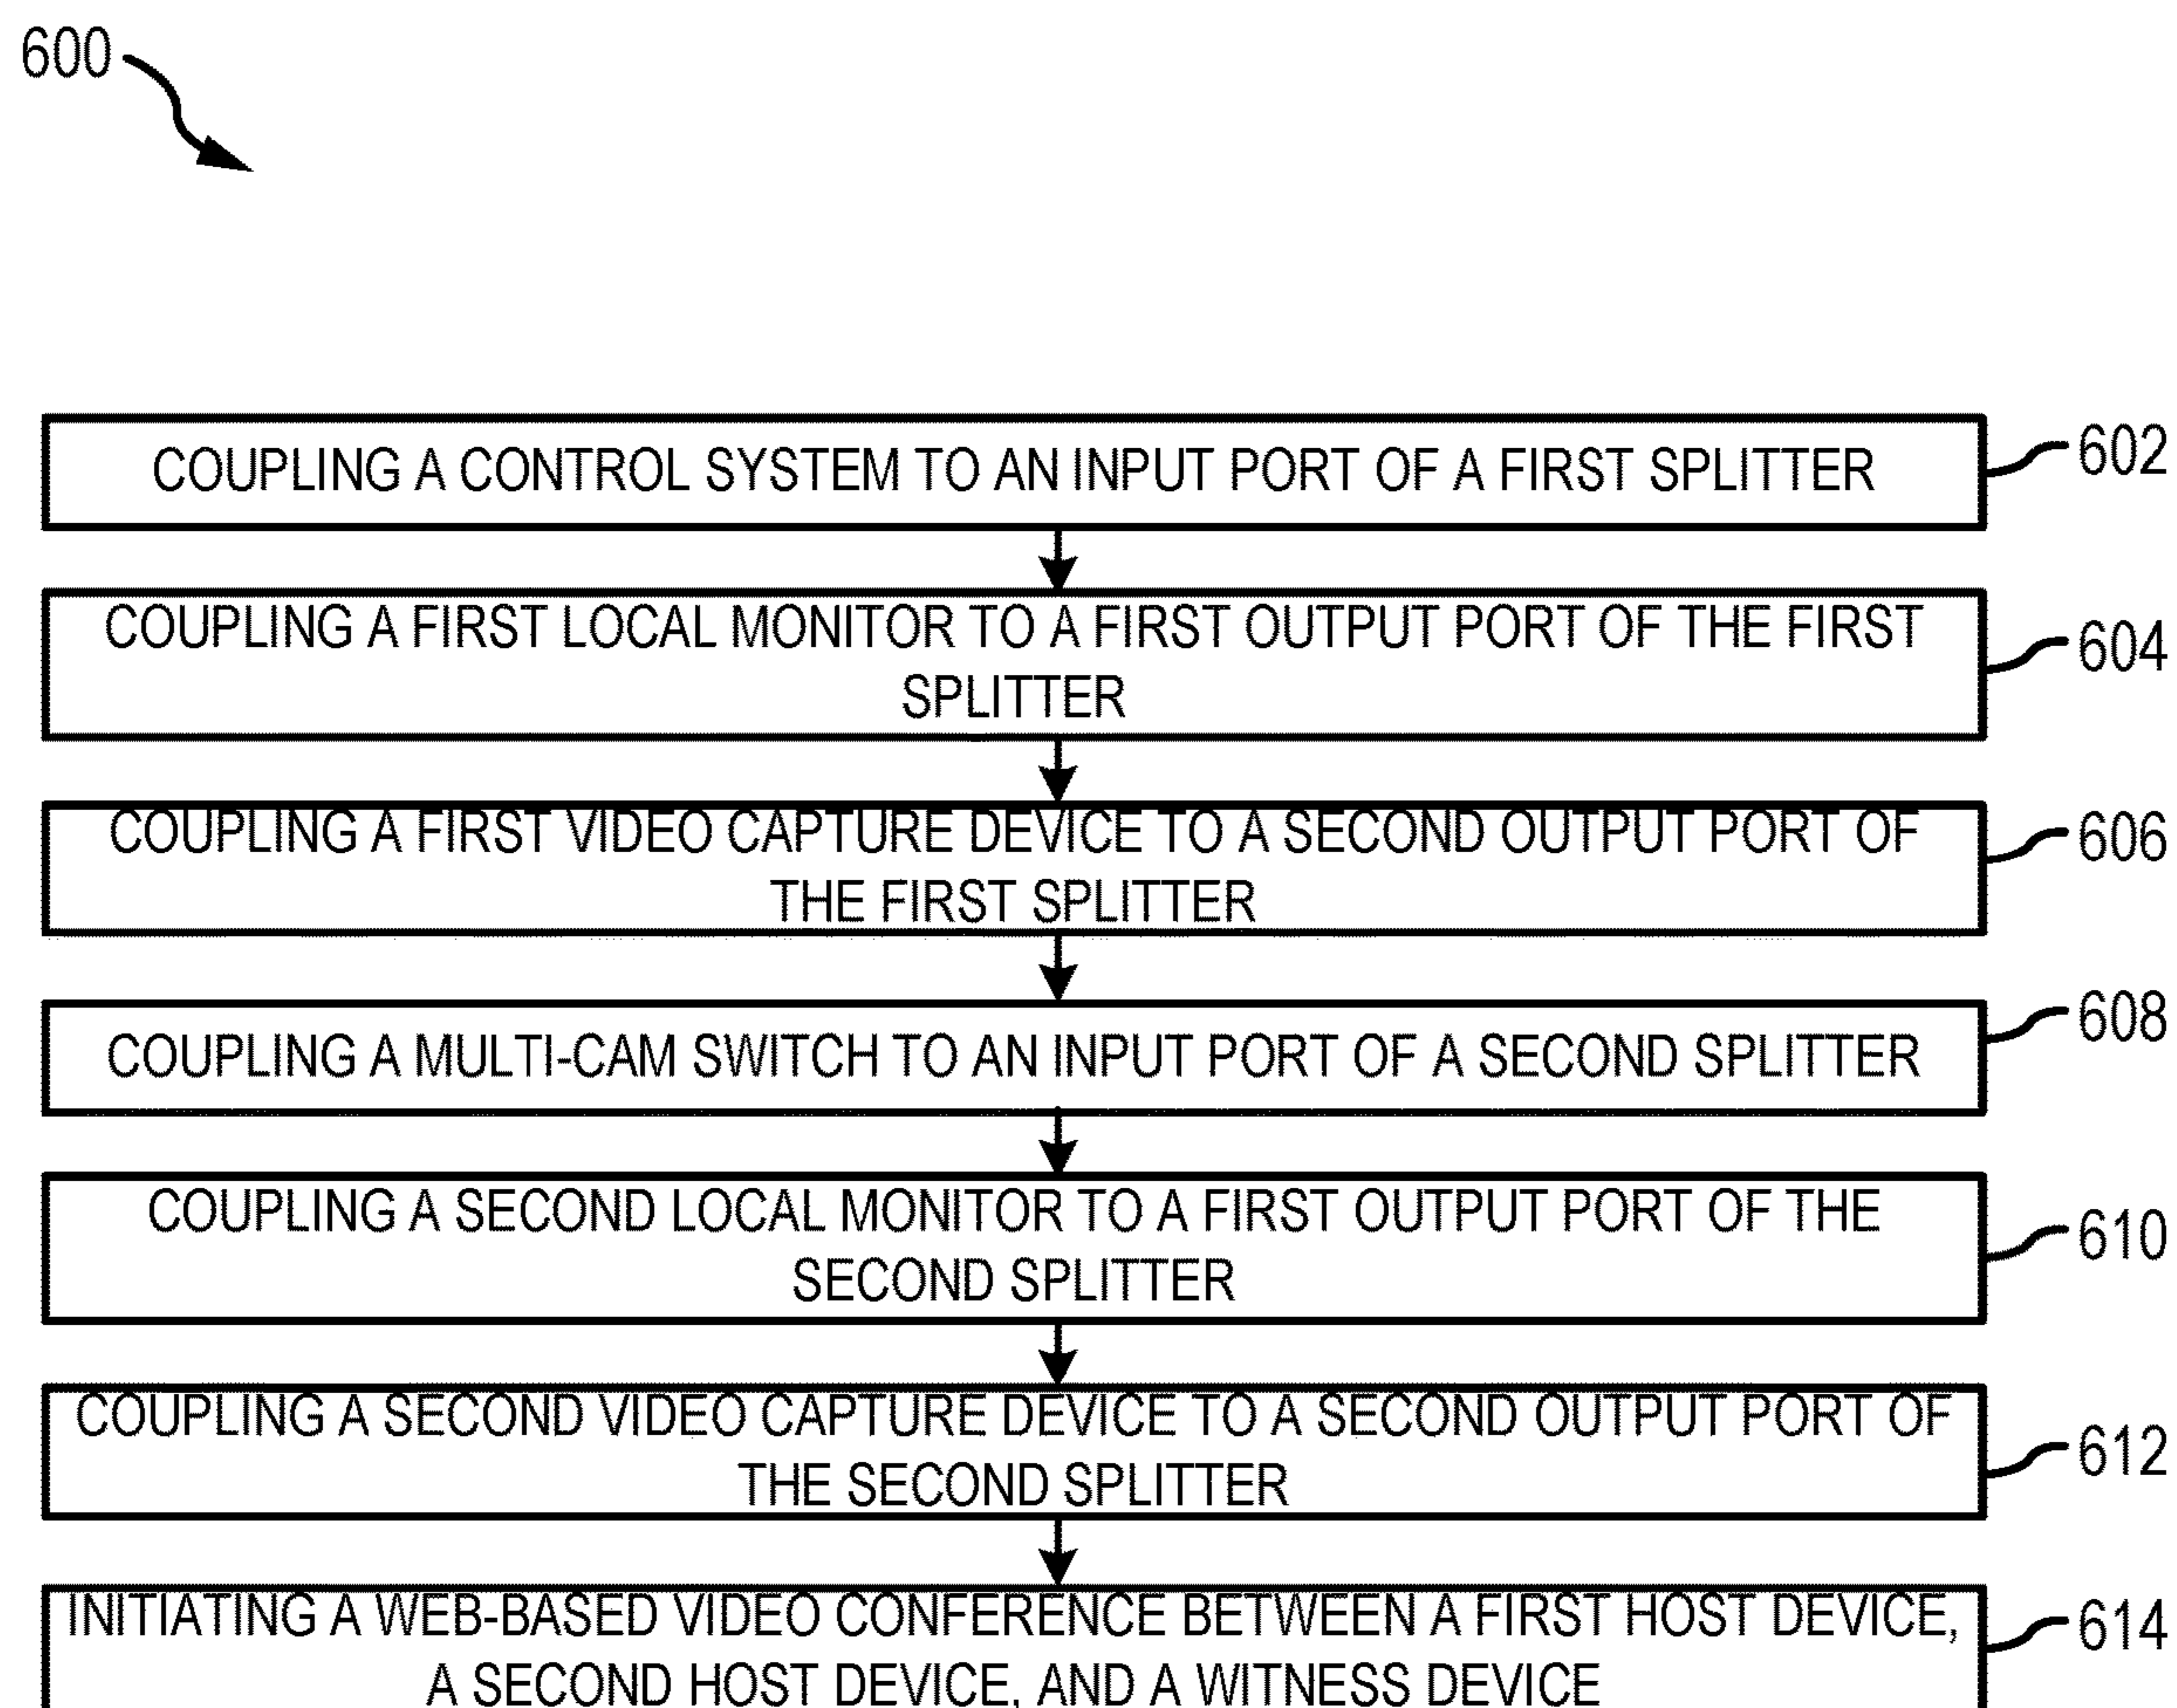 600
COUPLING A CONTROL SYSTEM TO AN INPUT PORT OF A FIRST SPLITTER
602
COUPLING A FIRST LOCAL MONITOR TO A FIRST OUTPUT PORT OF THE FIRST
SPLITTER
604
COUPLING A FIRST VIDEO CAPTURE DEVICE TO A SECOND OUTPUT PORT OF
THE FIRST SPLITTER
606
COUPLING A MULTI-CAM SWITCH TO AN INPUT PORT OF A SECOND SPLITTER
608
COUPLING A SECOND LOCAL MONITOR TO A FIRST OUTPUT PORT OF THE
SECOND SPLITTER
610
COUPLING A SECOND VIDEO CAPTURE DEVICE TO A SECOND OUTPUT PORT OF
THE SECOND SPLITTER
612
INITIATING A WEB-BASED VIDEO CONFERENCE BETWEEN A FIRST HOST DEVICE,
A SECOND HOST DEVICE, AND A WITNESS DEVICE
614